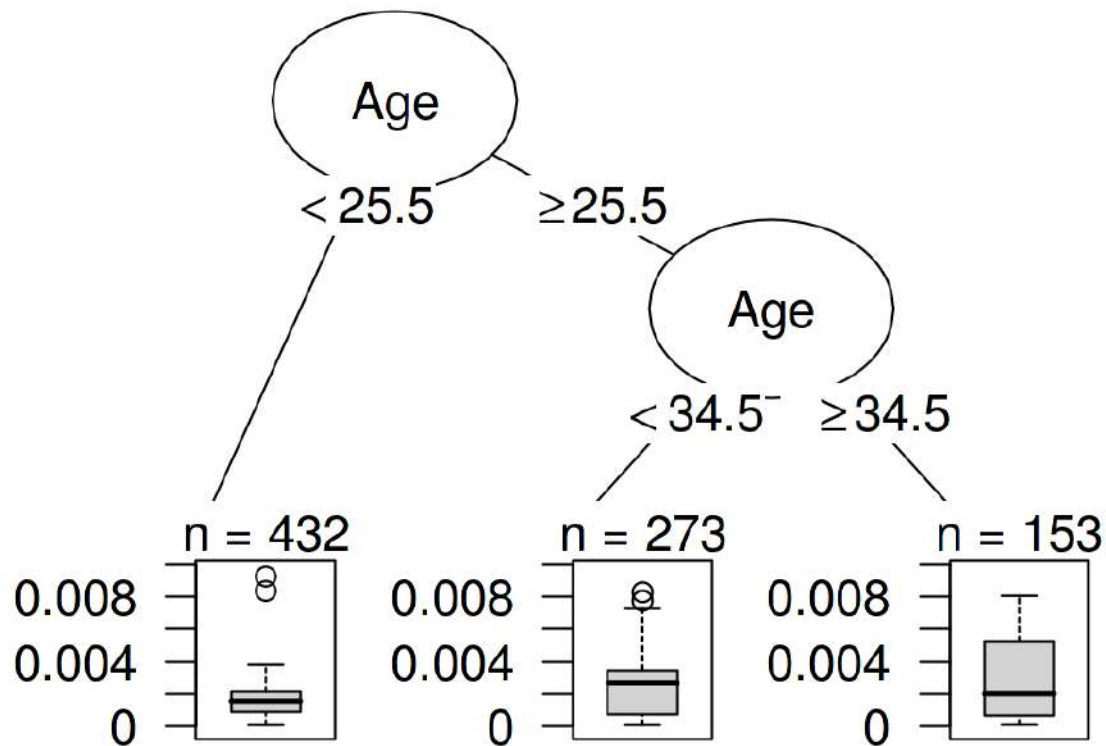 Age
< 25.5 ≥25.5
Age
< 34.5 ≥34.5
n = 432 n = 273 n = 153
0.008 0.008 0.008
0.004 0.004 0.004
0 0 0